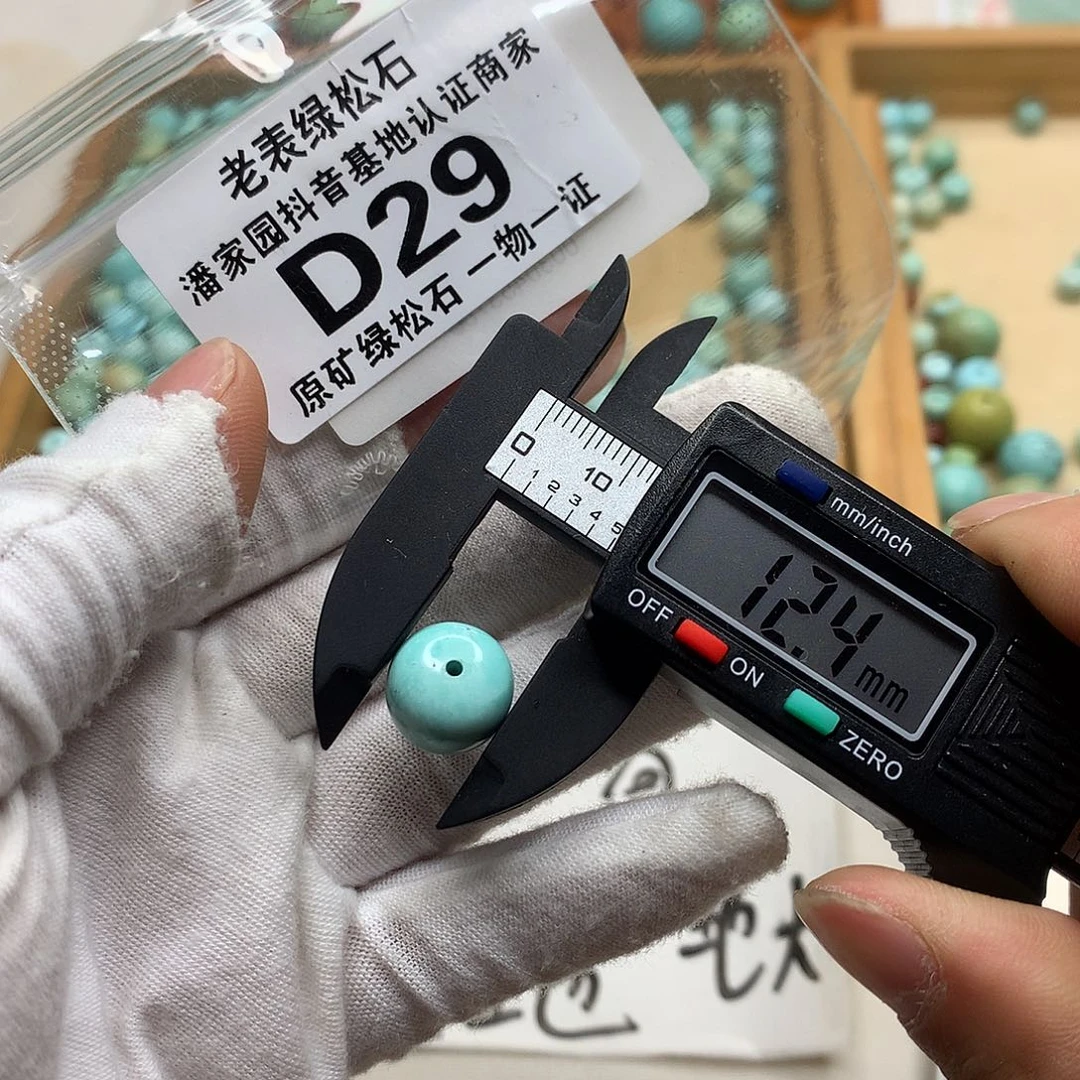 老表绿松石
潘家园抖音基地认证商家
D29
原矿绿松石一物一证
0 10
1 2 3 4 5
mm/inch
12.4 mm
OFF
ON
ZERO
地大